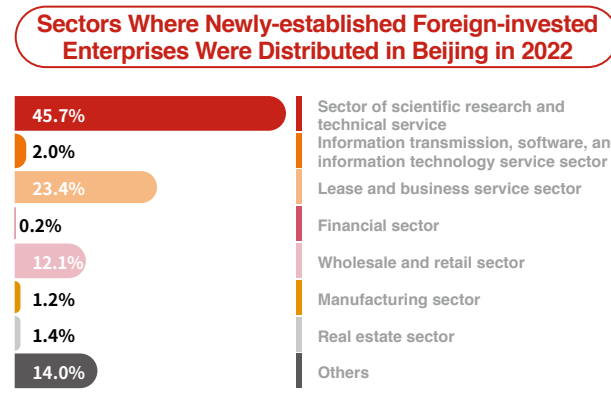 Sectors Where Newly-established Foreign-invested
Enterprises Were Distributed in Beijing in 2022
45.7%
Sector of scientific research and
technical service
2.0%
Information transmission, software, an
information technology service sector
23.4%
Lease and business service sector
0.2%
Financial sector
12.1%
Wholesale and retail sector
1.2%
Manufacturing sector
1.4%
Real estate sector
14.0%
Others